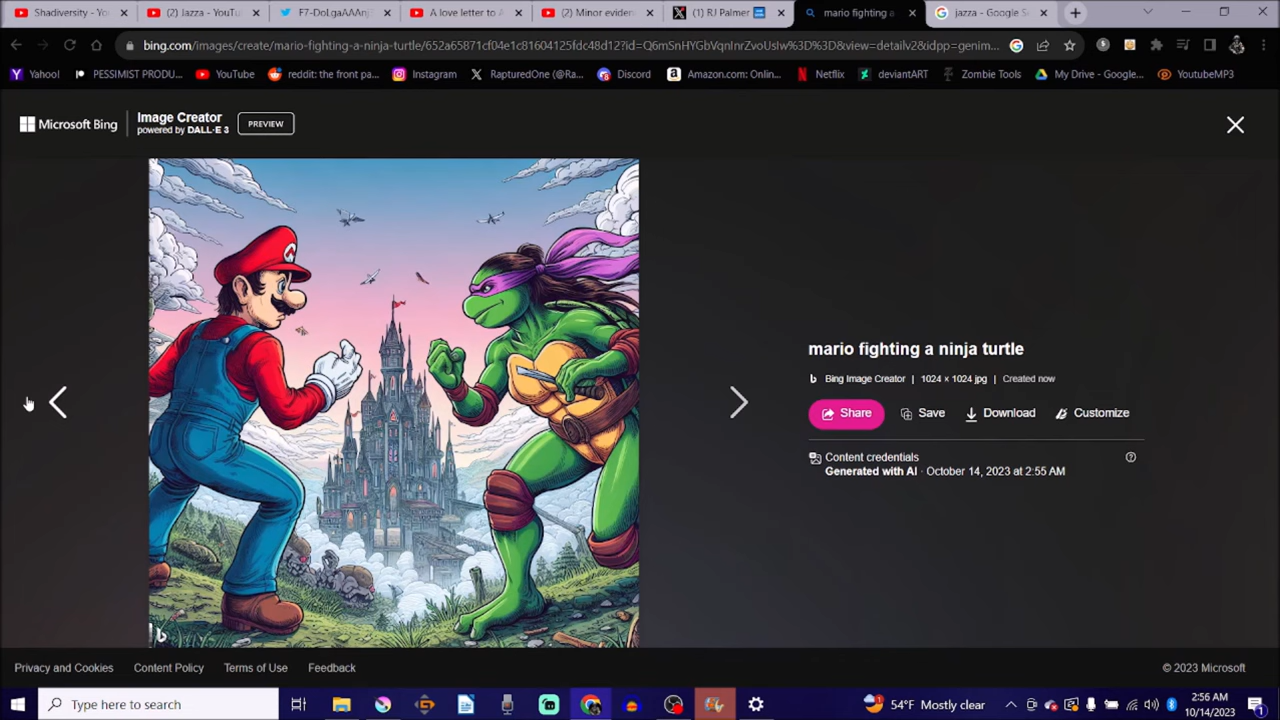 Shadiversity - Yo
(2) Jazza - YouTu
F7-DoLgaAAAnj
A love letter to A
(2) Minor eviden
(1) RJ Palmer
mario fighting a
jazza - Google S
bing.com/images/create/mario-fighting-a-ninja-turtle/652a65871cf04e1c81604125fdc48d12?id=Q6mSnHYGbVqnInrZvoUsIw%3D%3D&view=detailv2&idpp=genim...
Yahoo!
PESSIMIST PRODU...
YouTube
reddit: the front pa...
Instagram
RapturedOne (@Ra...
Discord
Amazon.com: Onlin...
Netflix
deviantART
Zombie Tools
My Drive - Google...
YoutubeMP3
Microsoft Bing
Image Creator
powered by DALL·E 3
PREVIEW
mario fighting a ninja turtle
Bing Image Creator | 1024 × 1024 jpg | Created now
Share
Save
Download
Customize
Content credentials
Generated with AI · October 14, 2023 at 2:55 AM
Privacy and Cookies
Content Policy
Terms of Use
Feedback
© 2023 Microsoft
Type here to search
54°F Mostly clear
2:56 AM
10/14/2023